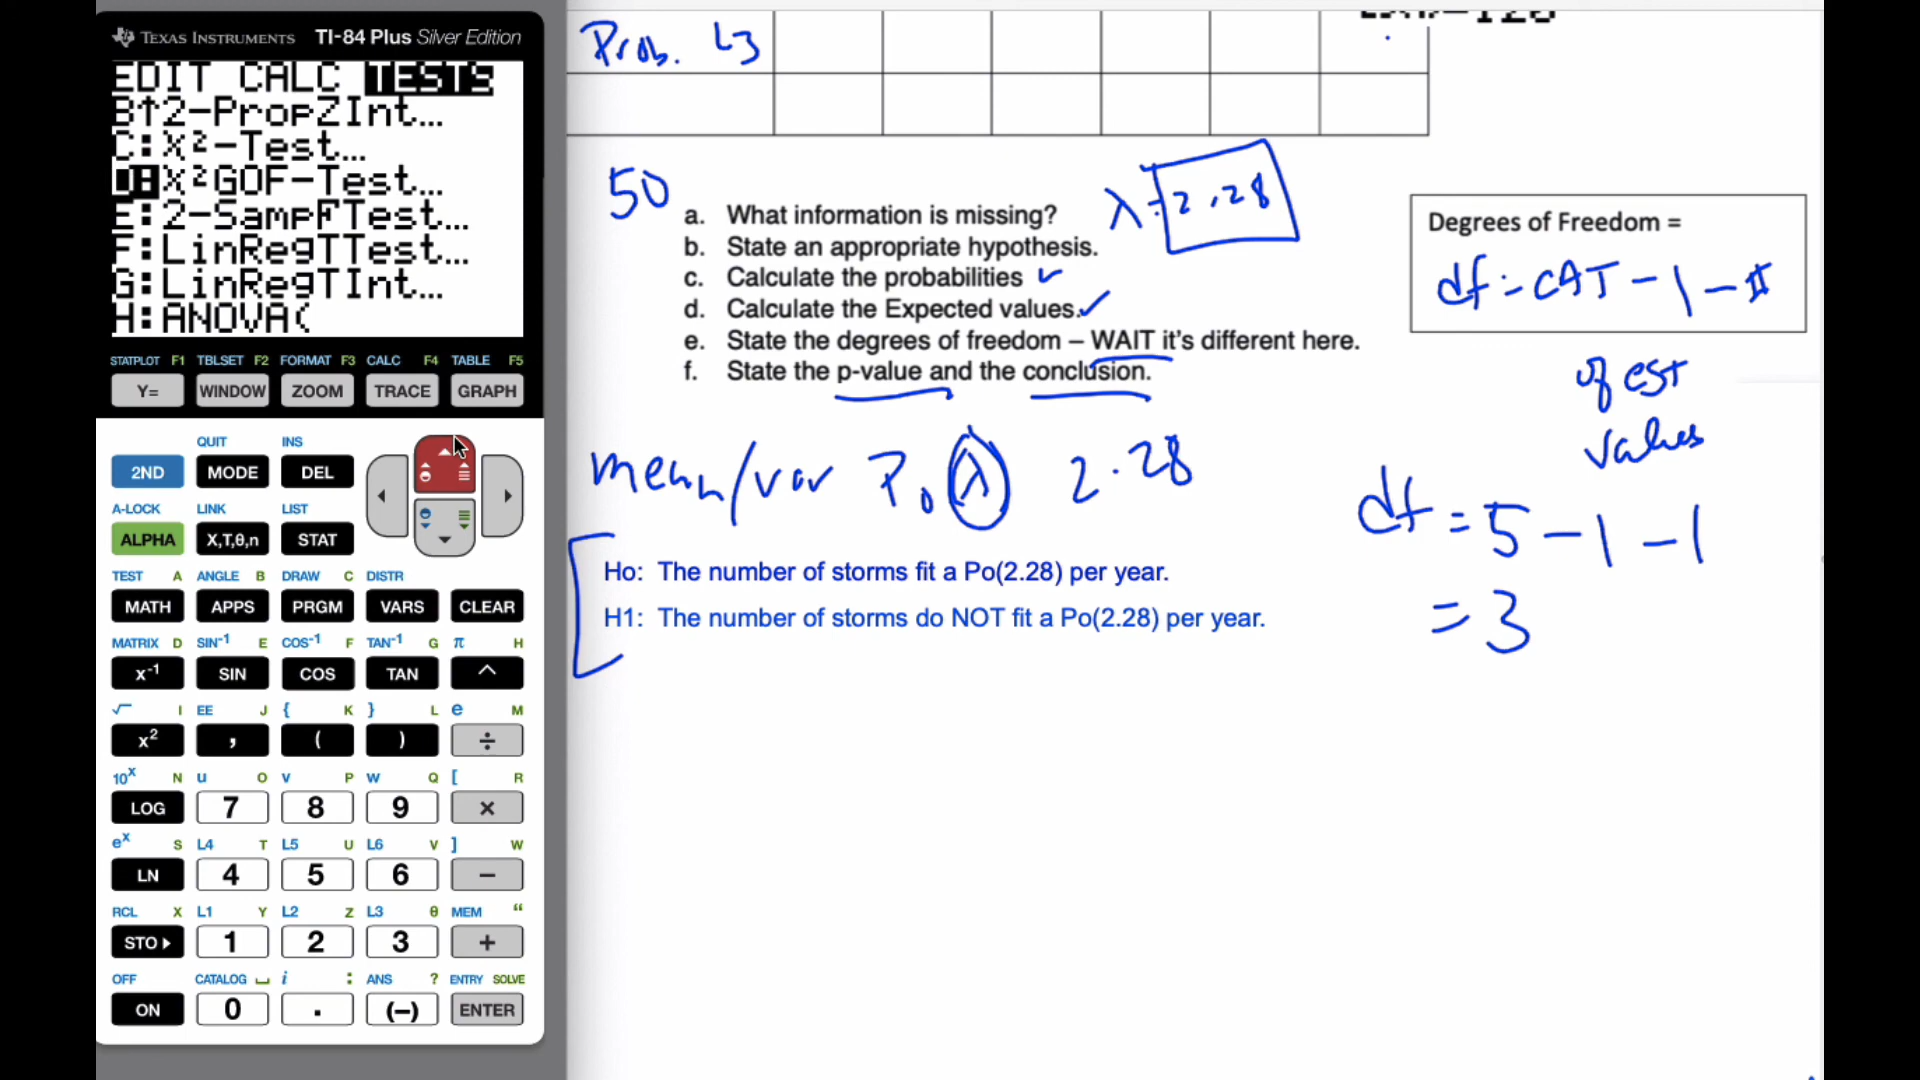 TEXAS INSTRUMENTS TI-84 Plus Silver Edition
EDIT CALC TESTS
B↑2-PropZInt…
C:X²-Test…
D:X²GOF-Test…
E:2-SampFTest…
F:LinRegTTest…
G:LinRegTInt…
H:ANOVA(
STATPLOT F1 TBLSET F2 FORMAT F3 CALC F4 TABLE F5
Y= WINDOW ZOOM TRACE GRAPH
QUIT INS
2ND MODE DEL
A-LOCK LINK LIST
ALPHA X,T,θ,n STAT
TEST A ANGLE B DRAW C DISTR
MATH APPS PRGM VARS CLEAR
MATRIX D SIN⁻¹ E COS⁻¹ F TAN⁻¹ G π H
x⁻¹ SIN COS TAN ^
√ I EE J { K } L e M
x² , ( ) ÷
10ˣ N u O v P w Q [ R
LOG 7 8 9 ×
eˣ S L4 T L5 U L6 V ] W
LN 4 5 6 −
RCL X L1 Y L2 Z L3 θ MEM “
STO▸ 1 2 3 +
OFF CATALOG ⎵ i : ANS ? ENTRY SOLVE
ON 0 . (−) ENTER
Prob. L3
50
λ = 2.28
a. What information is missing?
b. State an appropriate hypothesis.
c. Calculate the probabilities ✓
d. Calculate the Expected values. ✓
e. State the degrees of freedom – WAIT it's different here.
f. State the p-value and the conclusion.
Degrees of Freedom =
df = CAT - 1 - #
of est
values
mean/var Po λ 2.28
df = 5 - 1 - 1
= 3
Ho: The number of storms fit a Po(2.28) per year.
H1: The number of storms do NOT fit a Po(2.28) per year.